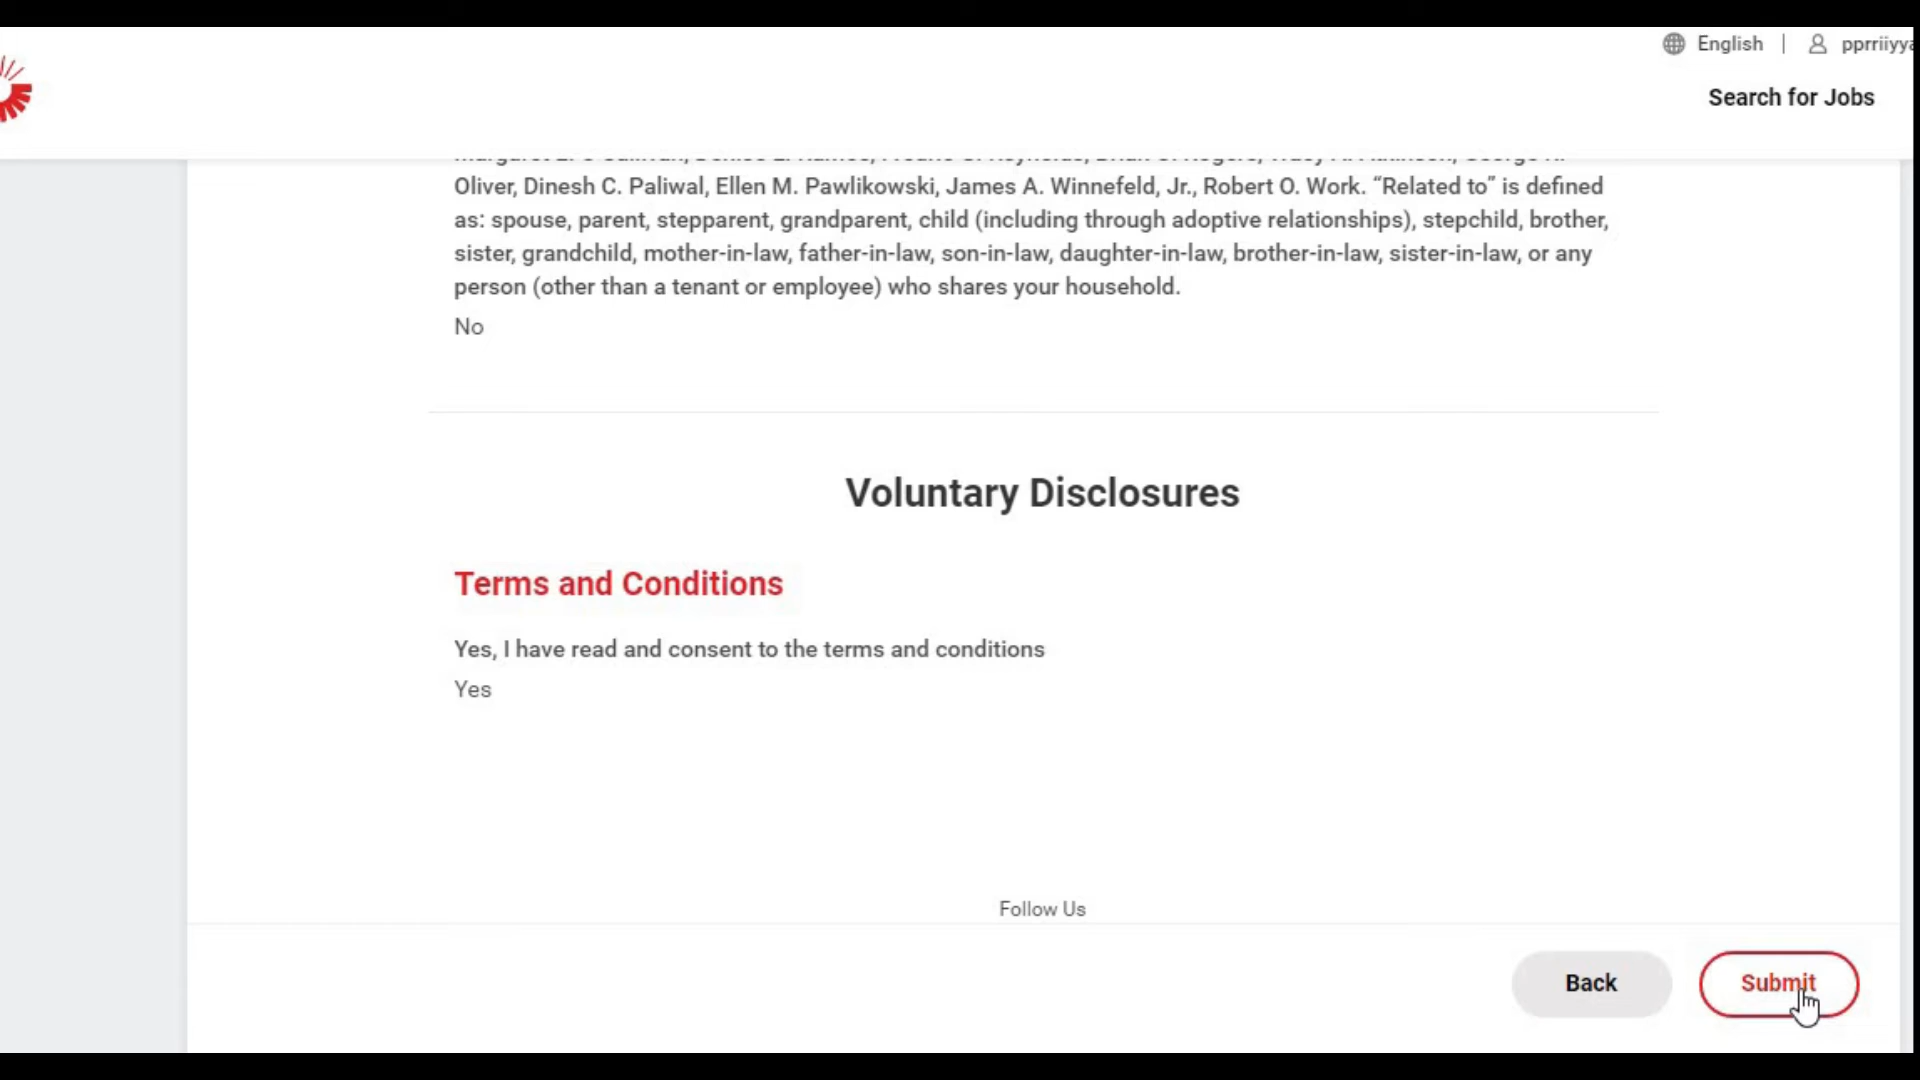 English | pprriiyya
Search for Jobs
Oliver, Dinesh C. Paliwal, Ellen M. Pawlikowski, James A. Winnefeld, Jr., Robert O. Work. “Related to” is defined
as: spouse, parent, stepparent, grandparent, child (including through adoptive relationships), stepchild, brother,
sister, grandchild, mother-in-law, father-in-law, son-in-law, daughter-in-law, brother-in-law, sister-in-law, or any
person (other than a tenant or employee) who shares your household.
No
Voluntary Disclosures
Terms and Conditions
Yes, I have read and consent to the terms and conditions
Yes
Follow Us
Back
Submit